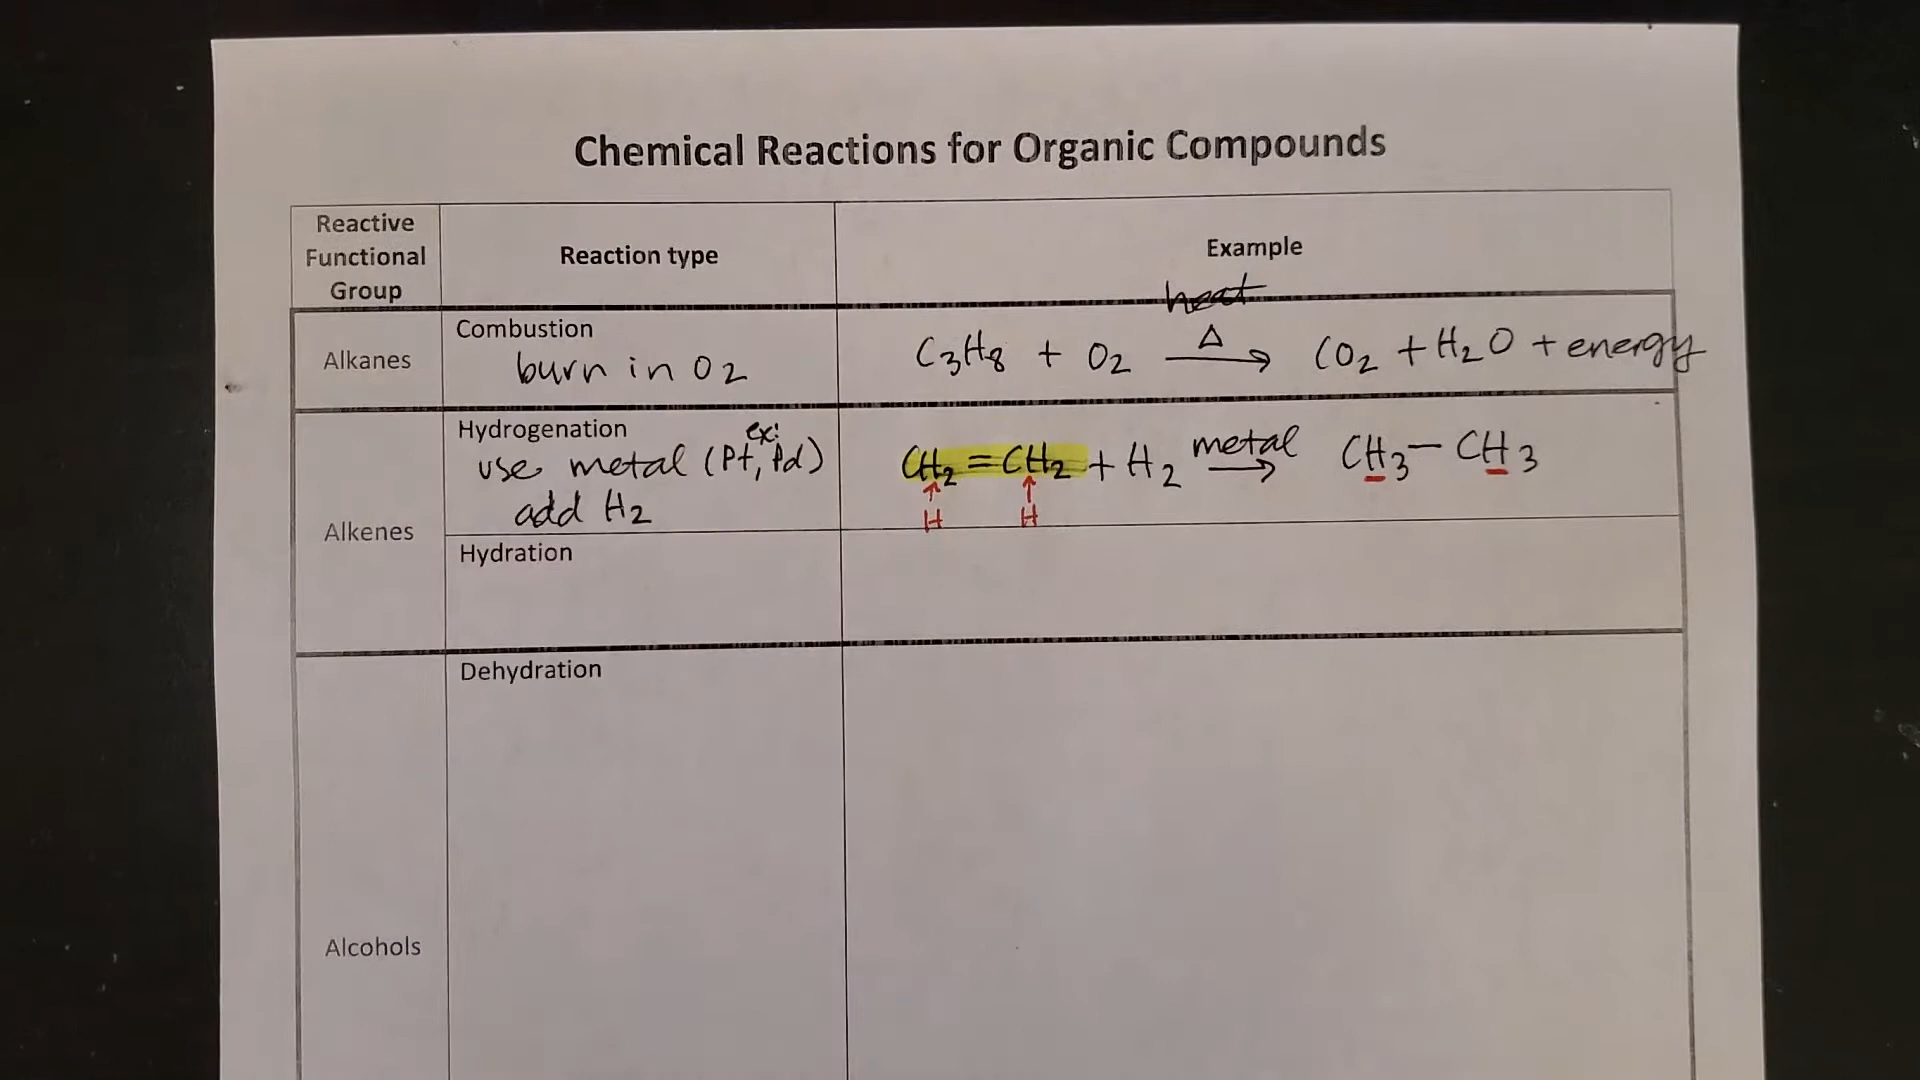 Chemical Reactions for Organic Compounds
Reactive
Functional
Group
Reaction type
Example
heat
Alkanes
Combustion
burn in O2
C3H8 + O2 Δ → CO2 + H2O + energy
Alkenes
Hydrogenation
ex:
use metal (Pt, Pd)
add H2
CH2 = CH2 + H2 metal → CH3 – CH3
↑ ↑
H H
Hydration
Alcohols
Dehydration